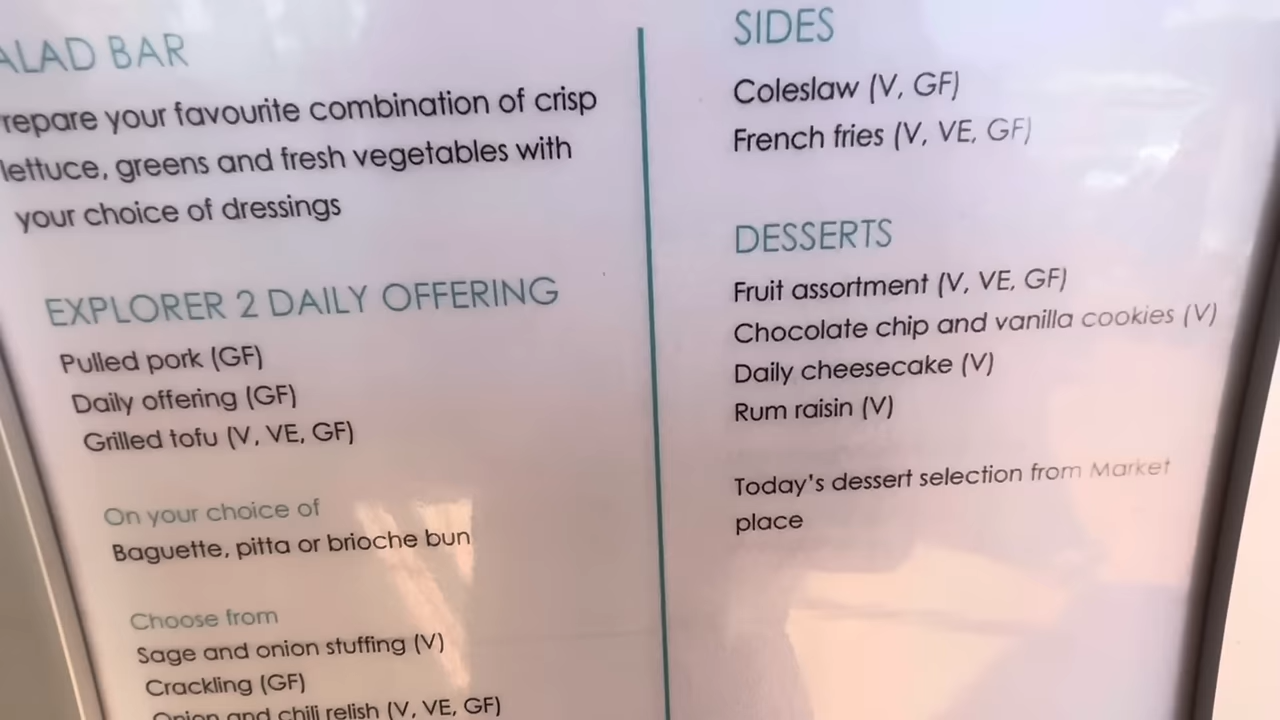 ALAD BAR
repare your favourite combination of crisp
lettuce, greens and fresh vegetables with
your choice of dressings
EXPLORER 2 DAILY OFFERING
Pulled pork (GF)
Daily offering (GF)
Grilled tofu (V, VE, GF)
On your choice of
Baguette, pitta or brioche bun
Choose from
Sage and onion stuffing (V)
Crackling (GF)
Onion and chili relish (V, VE, GF)
SIDES
Coleslaw (V, GF)
French fries (V, VE, GF)
DESSERTS
Fruit assortment (V, VE, GF)
Chocolate chip and vanilla cookies (V)
Daily cheesecake (V)
Rum raisin (V)
Today's dessert selection from Market
place